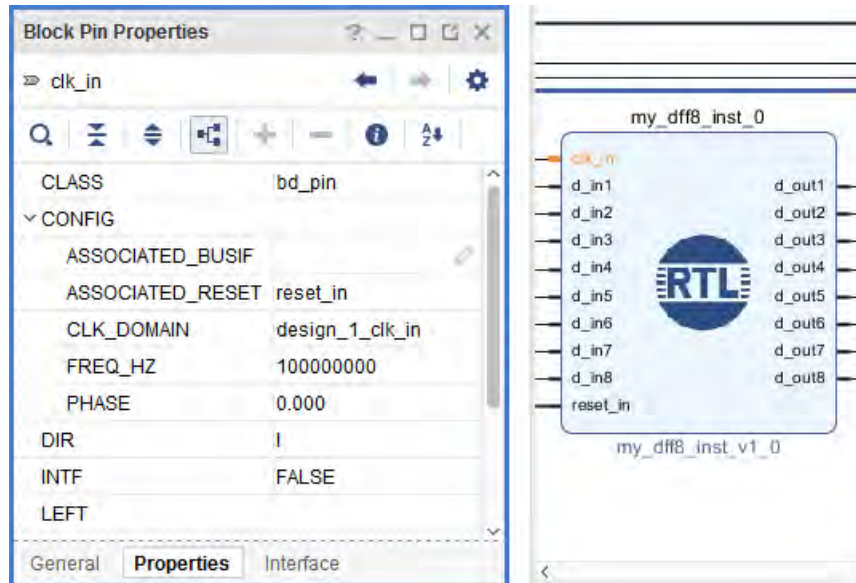 Block Pin Properties
clk_in
CLASS bd_pin
CONFIG
ASSOCIATED_BUSIF
ASSOCIATED_RESET reset_in
CLK_DOMAIN design_1_clk_in
FREQ_HZ 100000000
PHASE 0.000
DIR I
INTF FALSE
LEFT
General Properties Interface
my_dff8_inst_0
clk_in
d_in1 d_out1
d_in2 d_out2
d_in3 d_out3
d_in4 d_out4
d_in5 d_out5
d_in6 d_out6
d_in7 d_out7
d_in8 d_out8
reset_in
RTL
my_dff8_inst_v1_0